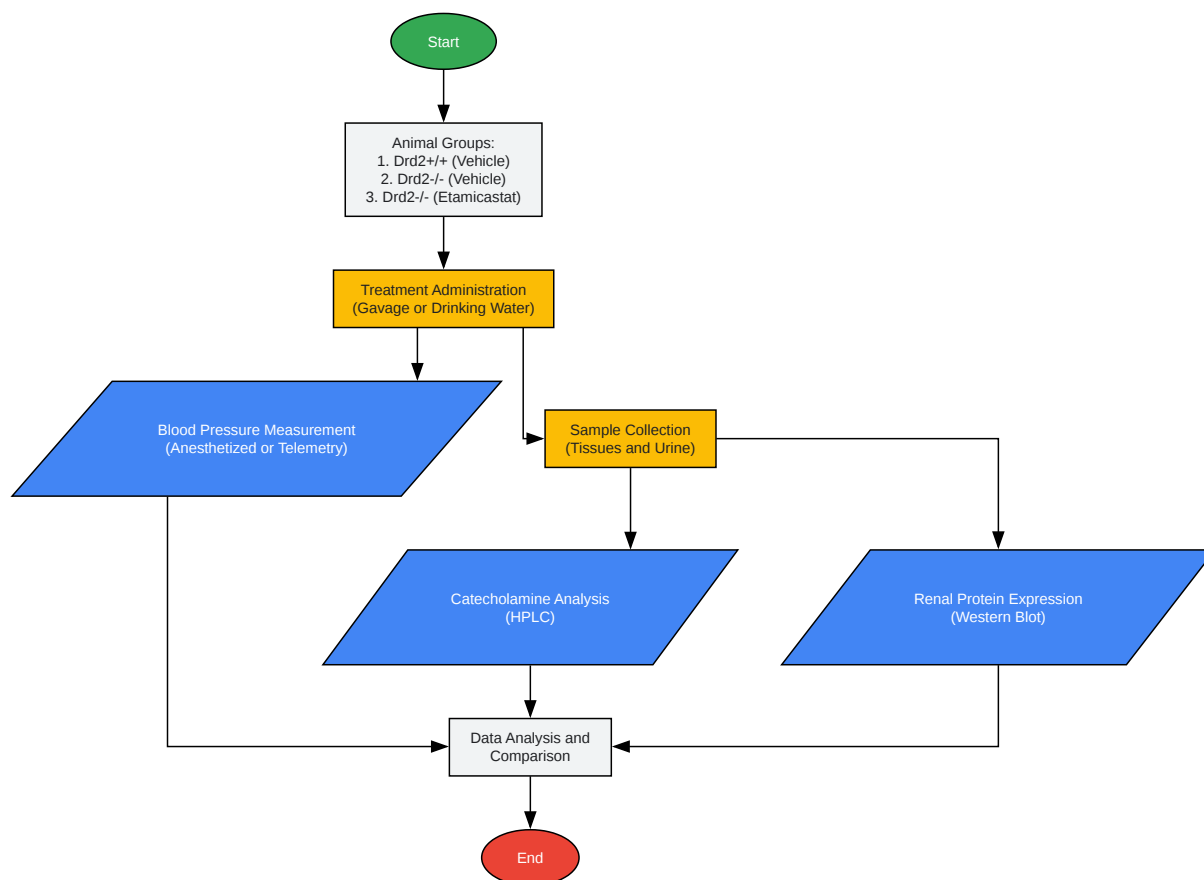 Start
Animal Groups:
1. Drd2+/+ (Vehicle)
2. Drd2-/- (Vehicle)
3. Drd2-/- (Etamicastat)
Treatment Administration
(Gavage or Drinking Water)
Blood Pressure Measurement
(Anesthetized or Telemetry)
Sample Collection
(Tissues and Urine)
Catecholamine Analysis
(HPLC)
Renal Protein Expression
(Western Blot)
Data Analysis and
Comparison
End